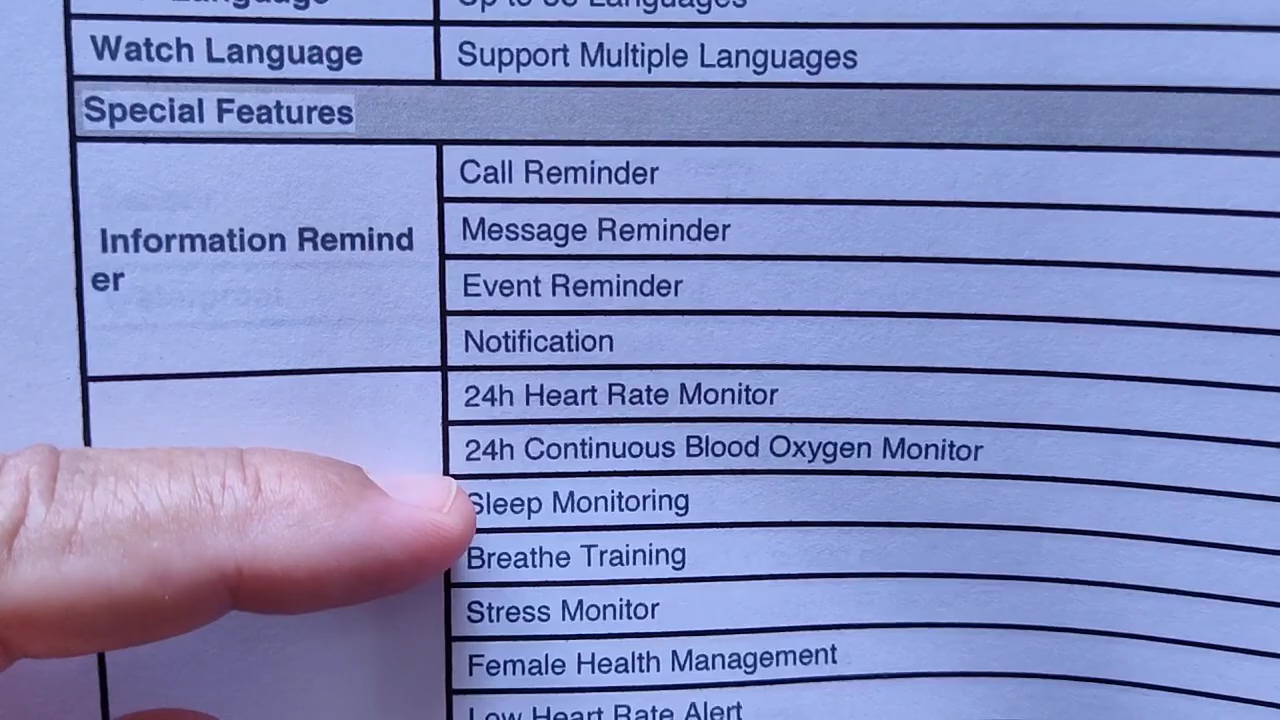 Watch Language
Support Multiple Languages
Special Features
Information Remind
er
Call Reminder
Message Reminder
Event Reminder
Notification
24h Heart Rate Monitor
24h Continuous Blood Oxygen Monitor
Sleep Monitoring
Breathe Training
Stress Monitor
Female Health Management
Low Heart Rate Alert